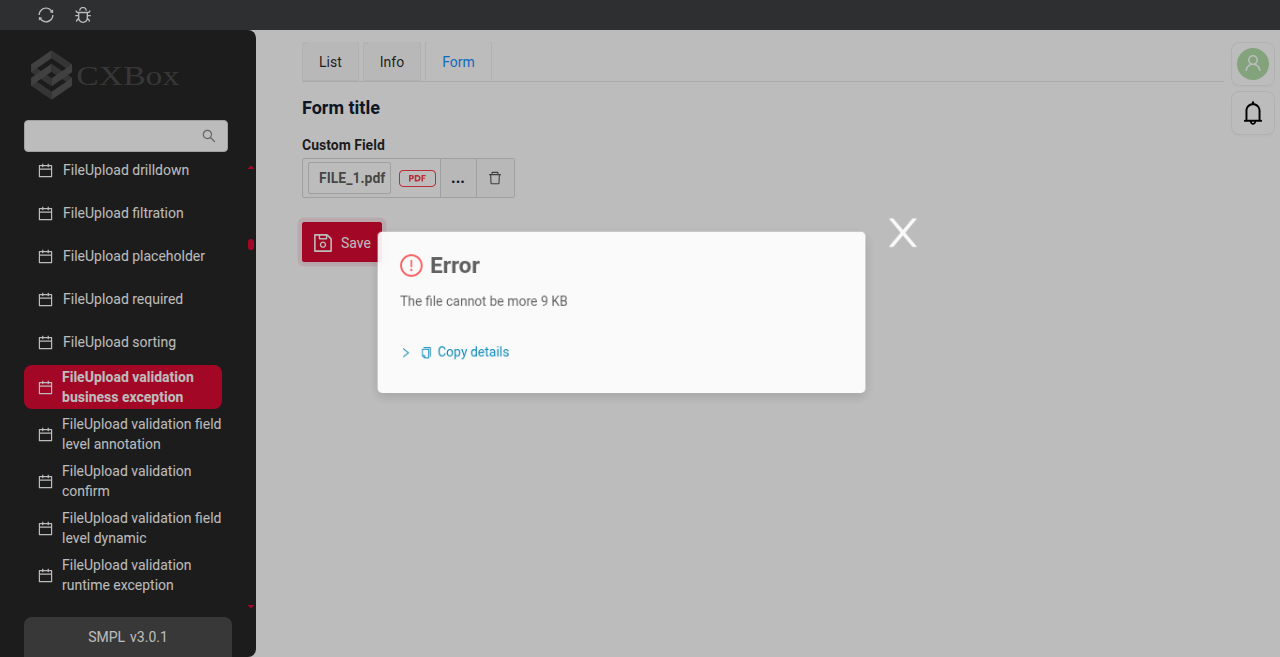 CXBox
FileUpload drilldown
FileUpload filtration
FileUpload placeholder
FileUpload required
FileUpload sorting
FileUpload validation
business exception
FileUpload validation field
level annotation
FileUpload validation
confirm
FileUpload validation field
level dynamic
FileUpload validation
runtime exception
SMPL v3.0.1
List Info Form
Form title
Custom Field
FILE_1.pdf PDF ...
Save
Error
The file cannot be more 9 KB
Copy details